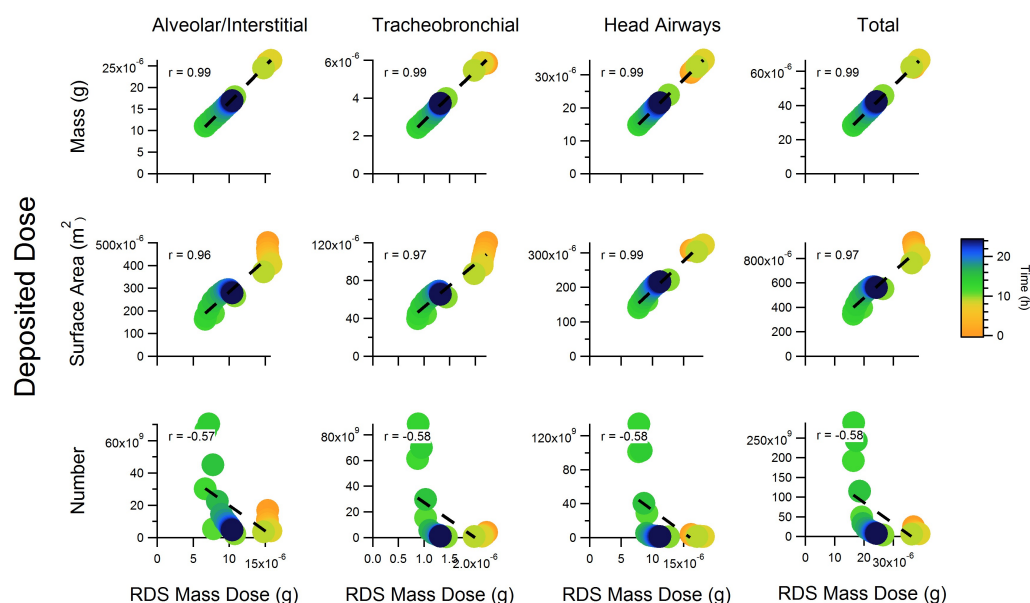 Alveolar/Interstitial Tracheobronchial Head Airways Total
Deposited Dose
Mass (g)
25x10⁻⁶ 20 15 10 5 0
r = 0.99
6x10⁻⁶ 4 2 0
r = 0.99
30x10⁻⁶ 20 10 0
r = 0.99
60x10⁻⁶ 40 20 0
r = 0.99
Surface Area (m²)
500x10⁻⁶ 400 300 200 100 0
r = 0.96
120x10⁻⁶ 80 40 0
r = 0.97
300x10⁻⁶ 200 100 0
r = 0.99
800x10⁻⁶ 600 400 200 0
r = 0.97
20 10 0
Time (h)
Number
60x10⁹ 40 20 0
r = -0.57
0 5 10 15x10⁻⁶
80x10⁹ 60 40 20 0
r = -0.58
0.0 0.5 1.0 1.5 2.0x10⁻⁶
120x10⁹ 80 40 0
r = -0.58
0 5 10 15x10⁻⁶
250x10⁹ 200 150 100 50 0
r = -0.58
0 10 20 30x10⁻⁶
RDS Mass Dose (g) RDS Mass Dose (g) RDS Mass Dose (g) RDS Mass Dose (g)